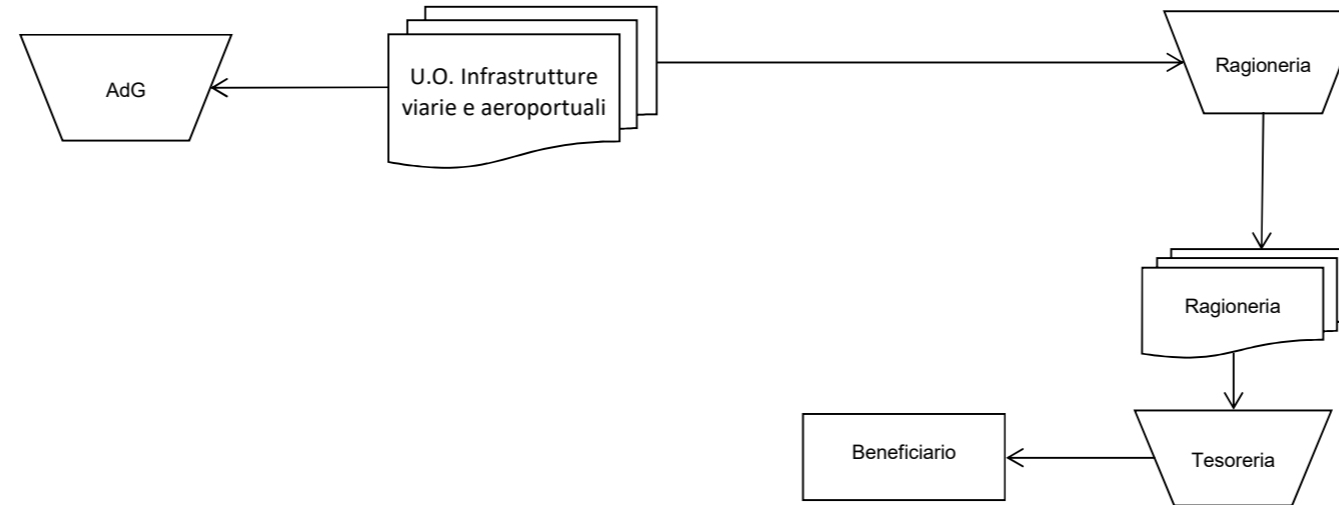 AdG
U.O. Infrastrutture
viarie e aeroportuali
Ragioneria
Ragioneria
Beneficiario
Tesoreria